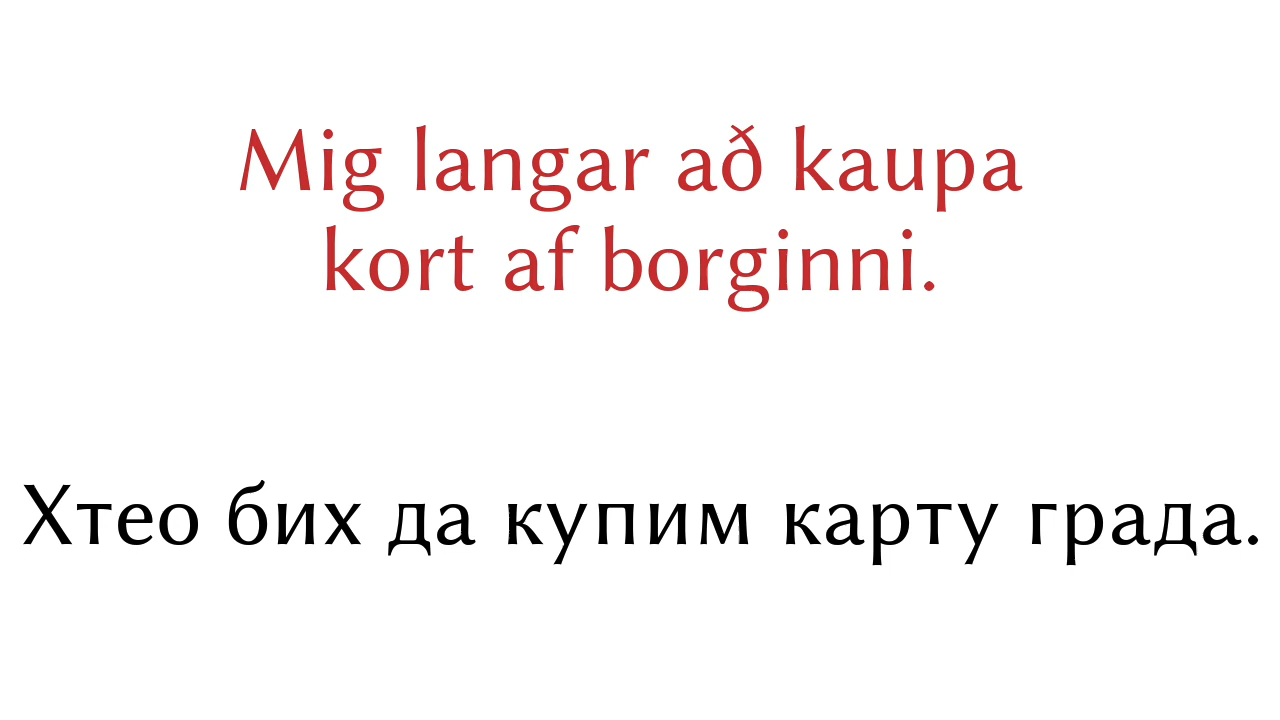 Mig langar að kaupa
kort af borginni.
Хтео бих да купим карту града.